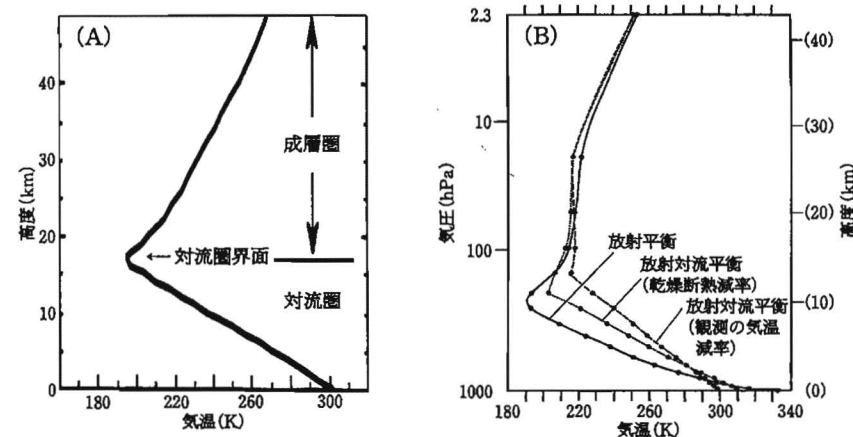 (A)
高度(km)
40
30
20
10
0
成層圏
←対流圏界面
対流圏
180
220
260
300
気温(K)
(B)
気圧(hPa)
2.3
10
100
1000
放射平衡
放射対流平衡
(乾燥断熱減率)
放射対流平衡
(観測の気温
減率)
(40)
(30)
(20)
(10)
(0)
高度(km)
180
220
260
300
340
気温(K)